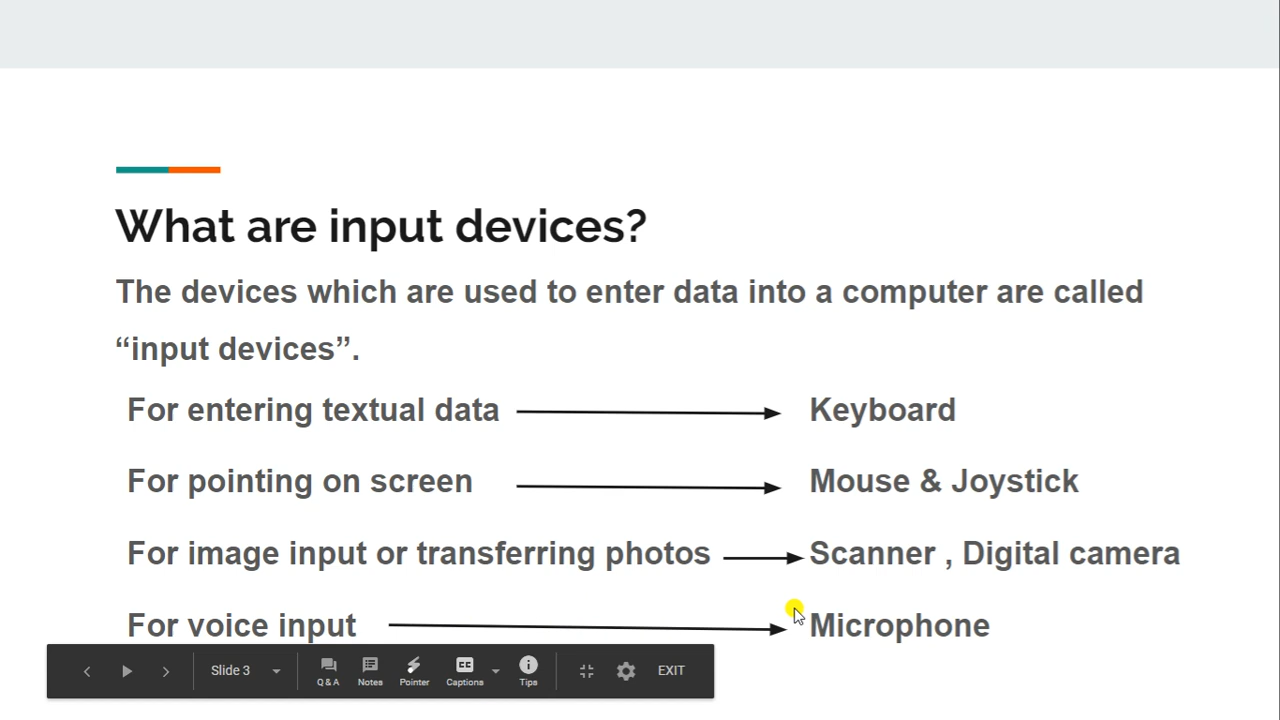 What are input devices?
The devices which are used to enter data into a computer are called
“input devices”.
For entering textual data Keyboard
For pointing on screen Mouse & Joystick
For image input or transferring photos Scanner , Digital camera
For voice input Microphone
Slide 3 Q & A Notes Pointer CC Captions Tips EXIT